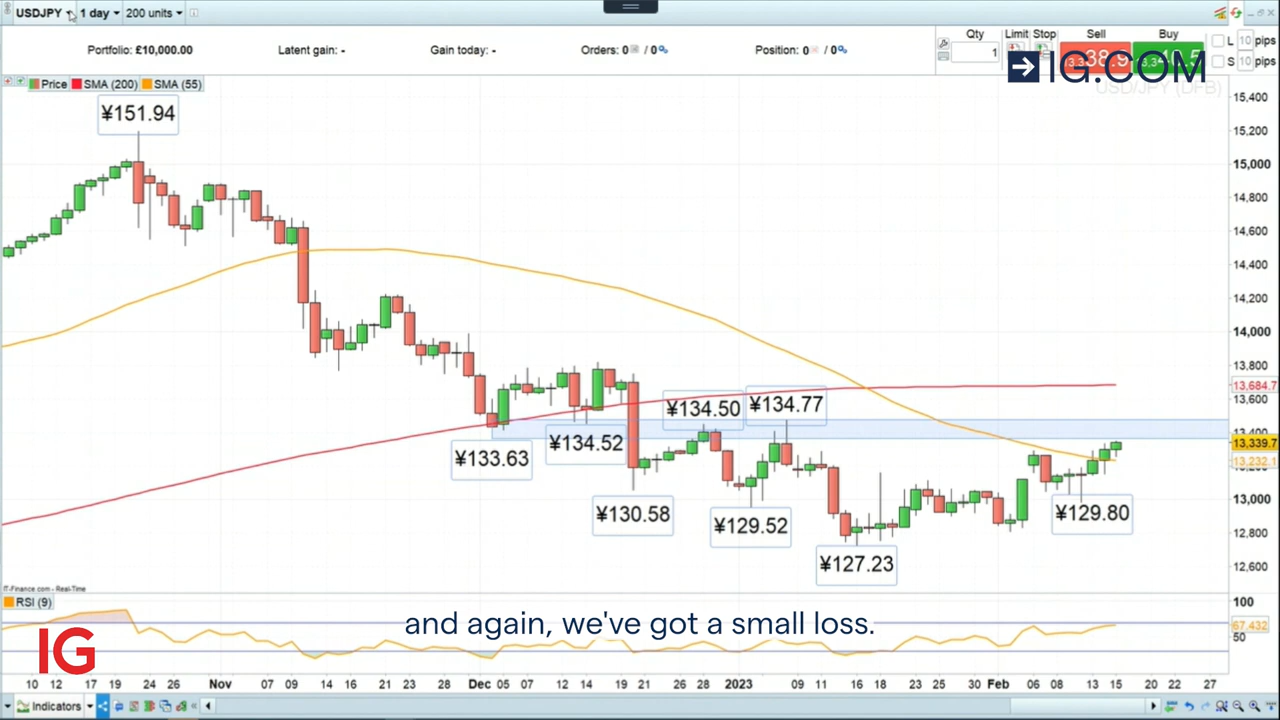 USDJPY 1 day 200 units
Portfolio: £10,000.00 Latent gain: - Gain today: - Orders: 0 / 0 Position: 0 / 0
Qty Limit Stop Sell Buy
1
L 10 pips
S 10 pips
IG.COM
USD/JPY (DFB)
Price SMA (200) SMA (55)
¥151.94
¥134.50
¥134.77
¥133.63
¥134.52
¥130.58
¥129.52
¥127.23
¥129.80
15,400
15,200
15,000
14,800
14,600
14,400
14,200
14,000
13,800
13,684.7
13,600
13,400
13,339.7
13,232.1
13,000
12,800
12,600
IT-Finance.com - Real-Time
RSI (9)
100
67.432
50
and again, we've got a small loss.
IG
10 12 17 19 24 26 Nov 07 09 14 16 21 23 28 Dec 05 07 12 14 19 21 26 28 2023 09 11 16 18 23 25 30 Feb 06 08 13 15 20 22 27
Indicators